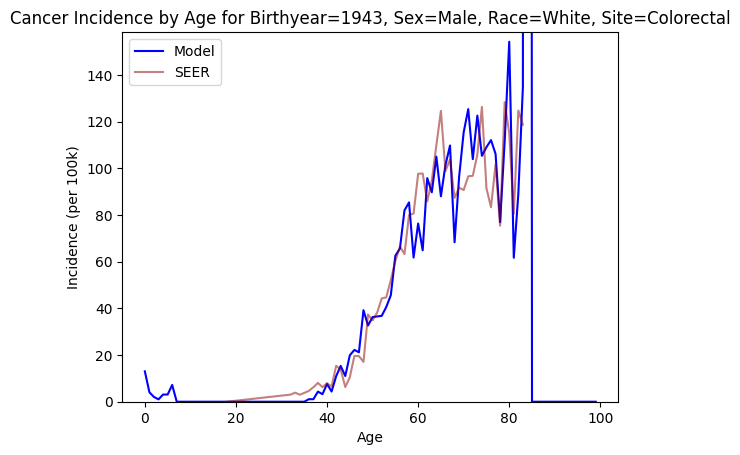 Cancer Incidence by Age for Birthyear=1943, Sex=Male, Race=White, Site=Colorectal
Model
SEER
140
120
100
80
60
40
20
0
Incidence (per 100k)
0 20 40 60 80 100
Age